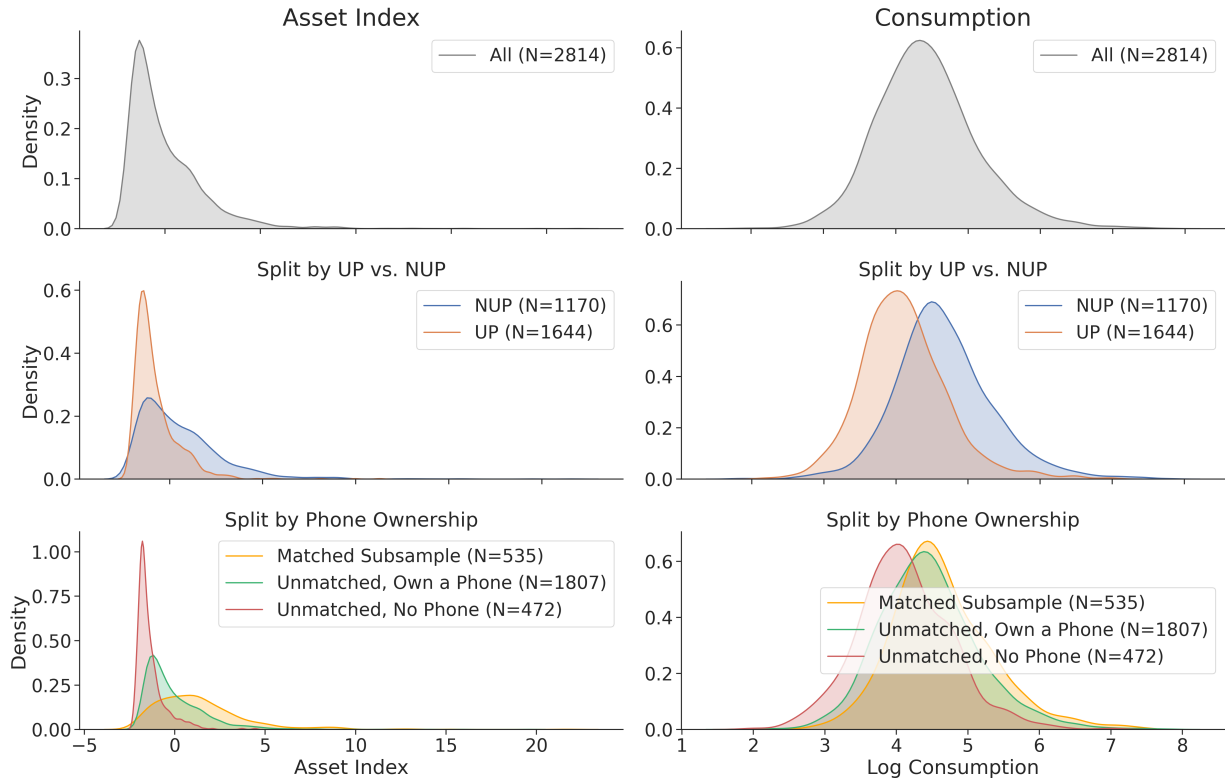 Asset Index
Consumption
All (N=2814)
All (N=2814)
Density
0.3
0.2
0.1
0.0
0.6
0.4
0.2
0.0
Split by UP vs. NUP
Split by UP vs. NUP
NUP (N=1170)
UP (N=1644)
NUP (N=1170)
UP (N=1644)
Density
0.6
0.4
0.2
0.0
0.6
0.4
0.2
0.0
Split by Phone Ownership
Split by Phone Ownership
Matched Subsample (N=535)
Unmatched, Own a Phone (N=1807)
Unmatched, No Phone (N=472)
Matched Subsample (N=535)
Unmatched, Own a Phone (N=1807)
Unmatched, No Phone (N=472)
Density
1.00
0.75
0.50
0.25
0.00
0.6
0.4
0.2
0.0
−5 0 5 10 15 20
1 2 3 4 5 6 7 8
Asset Index
Log Consumption